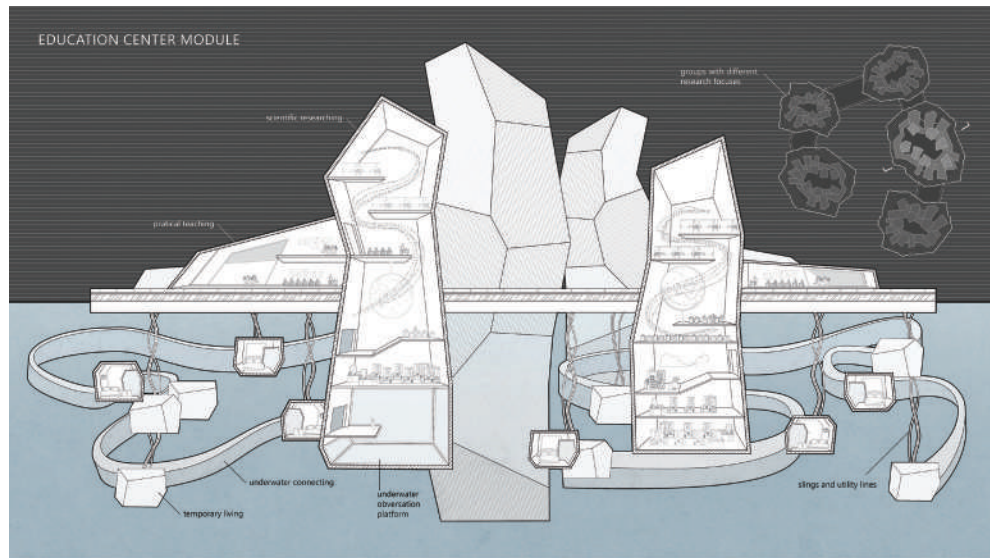 EDUCATION CENTER MODULE
groups with different
research focuses
scientific researching
pratical teaching
underwater connecting
temporary living
underwater
obversation
platform
slings and utility lines